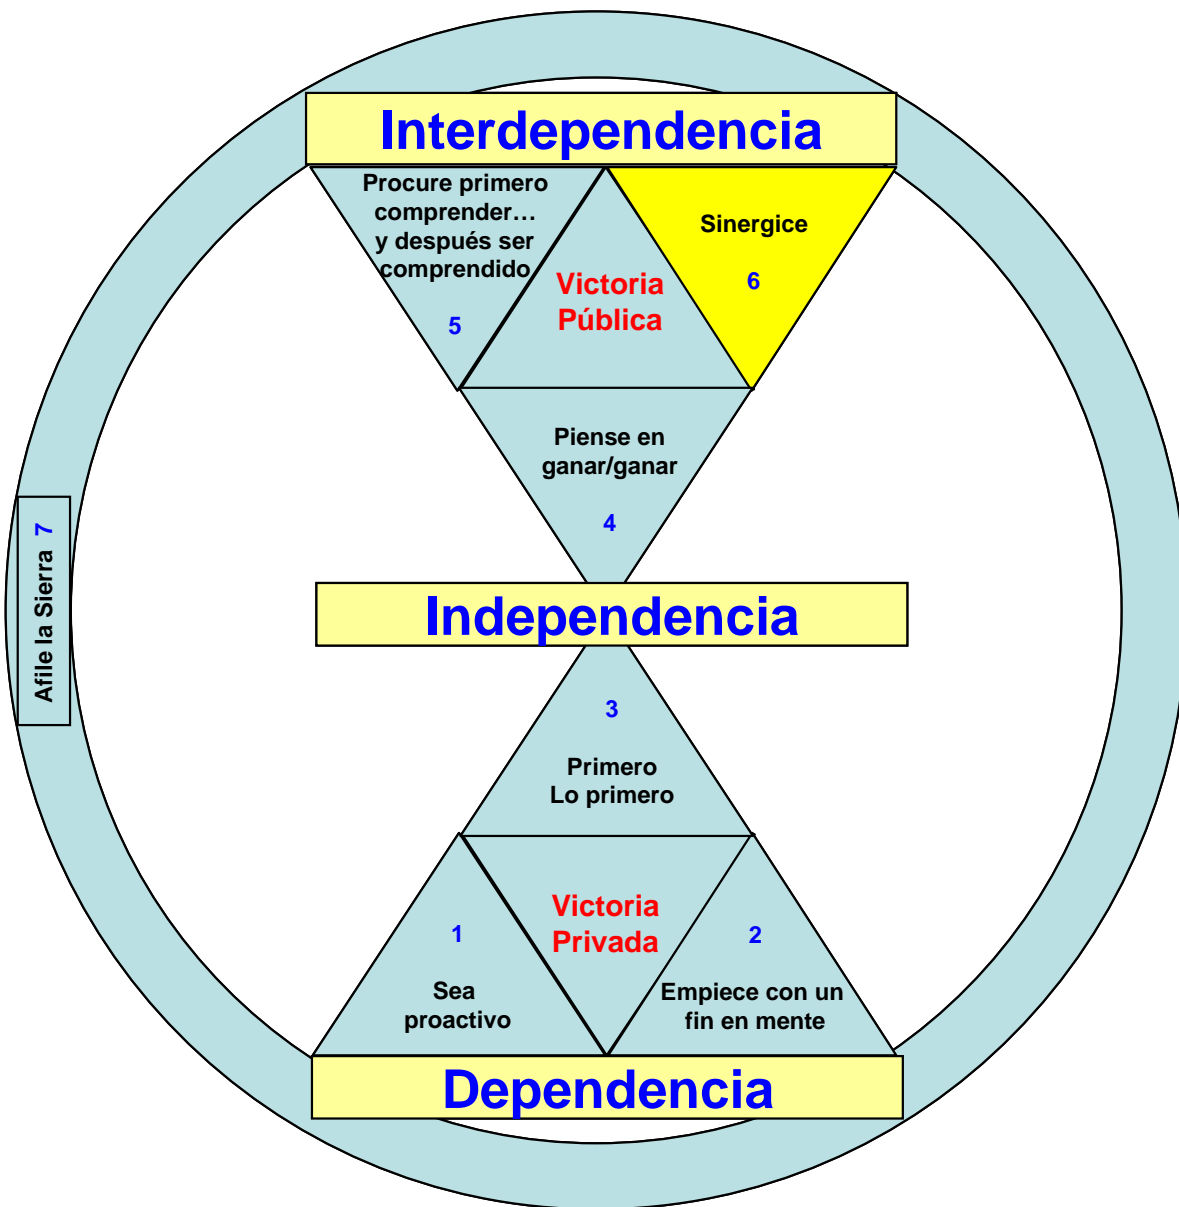 Interdependencia
Procure primero
comprender…
y después ser
comprendido
5
Victoria
Pública
Sinergice
6
Piense en
ganar/ganar
4
Afile la Sierra 7
Independencia
3
Primero
Lo primero
Victoria
Privada
1
Sea
proactivo
2
Empiece con un
fin en mente
Dependencia